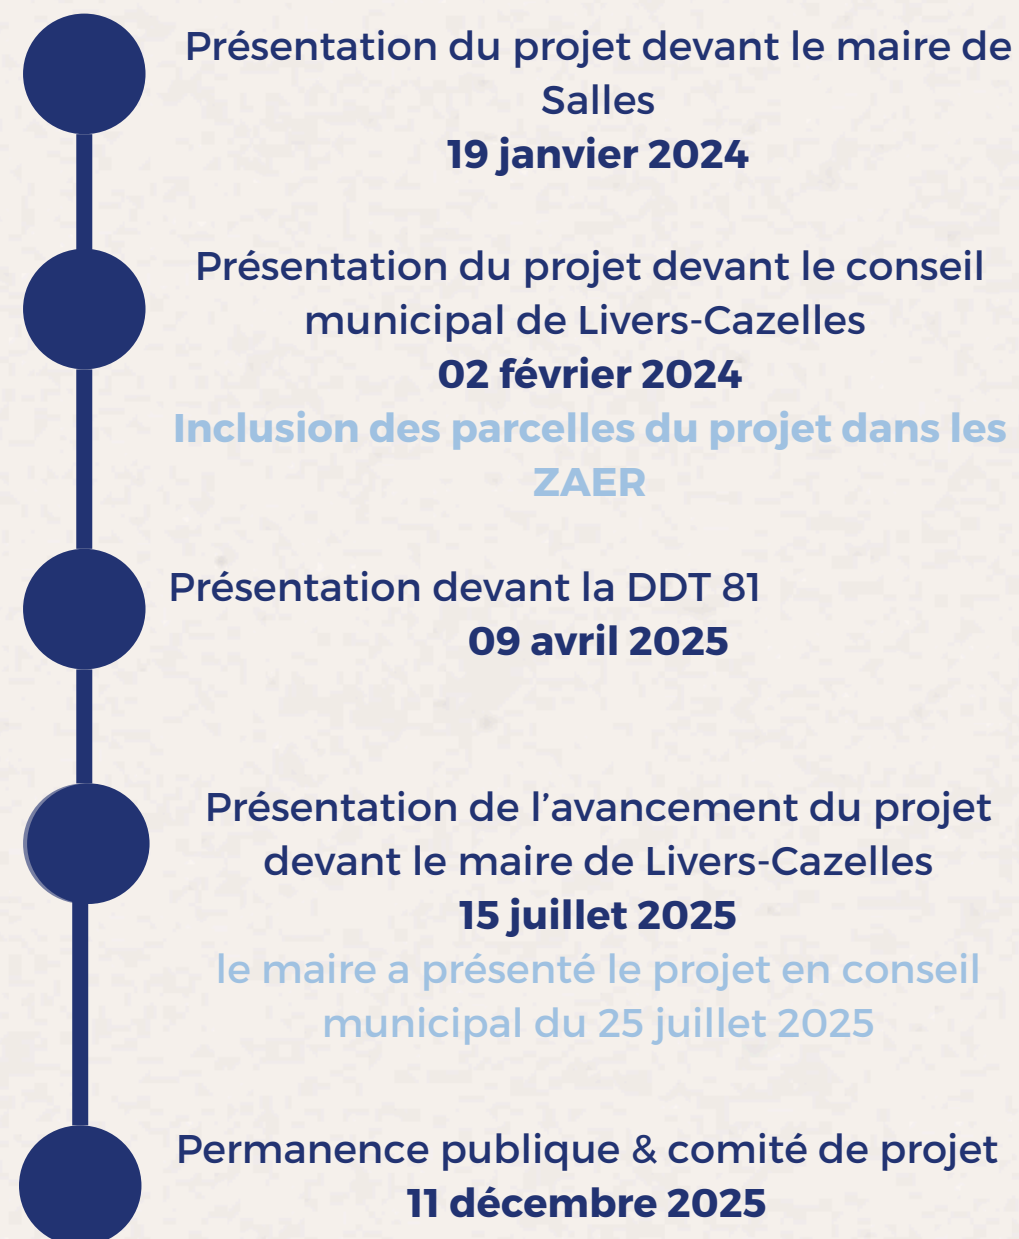 Présentation du projet devant le maire de
Salles
19 janvier 2024
Présentation du projet devant le conseil
municipal de Livers-Cazelles
02 février 2024
Inclusion des parcelles du projet dans les
ZAER
Présentation devant la DDT 81
09 avril 2025
Présentation de l'avancement du projet
devant le maire de Livers-Cazelles
15 juillet 2025
le maire a présenté le projet en conseil
municipal du 25 juillet 2025
Permanence publique & comité de projet
11 décembre 2025